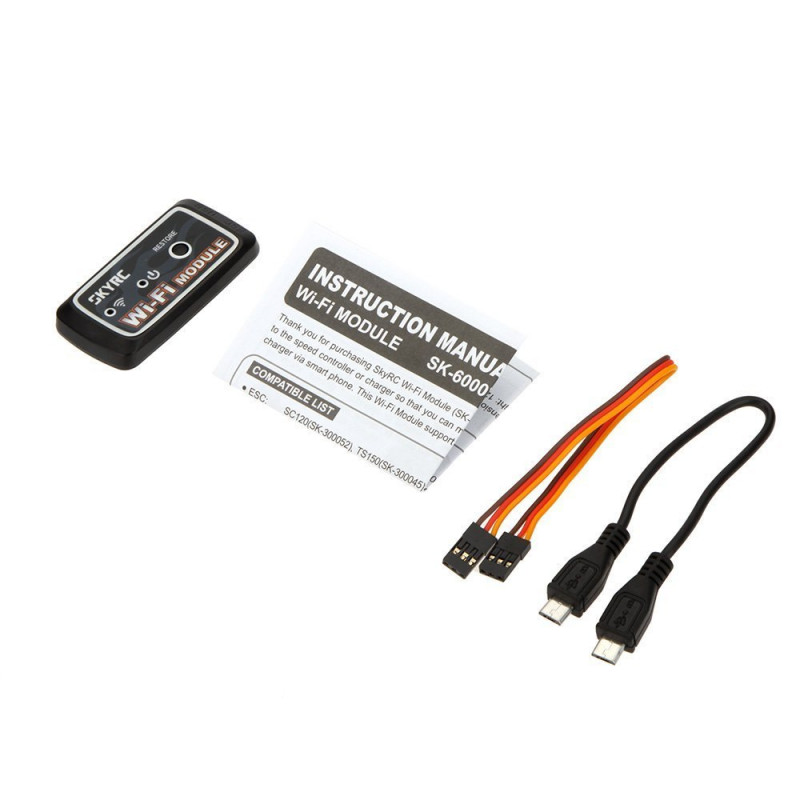 SKYRC
RESTORE
Wi-Fi MODULE
INSTRUCTION MANUA
Wi-Fi MODULE
SK-6000
Thank you for purchasing SkyRC Wi-Fi Module (SK-
to the speed controller or charger so that you can m
charger via smart phone. This Wi-Fi Module support
COMPATIBLE LIST
• ESC:
SC120(SK-300052), TS150(SK-300045)